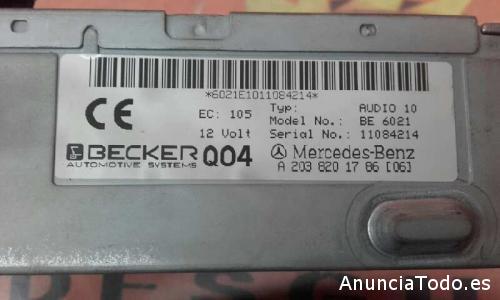 *6021E1011084214*
CE
EC: 105 Typ: AUDIO 10
Model No.: BE 6021
12 Volt Serial No.: 11084214
BECKER Q04 Mercedes-Benz
AUTOMOTIVE SYSTEMS A 203 820 17 86 [06]
AnunciaTodo.es